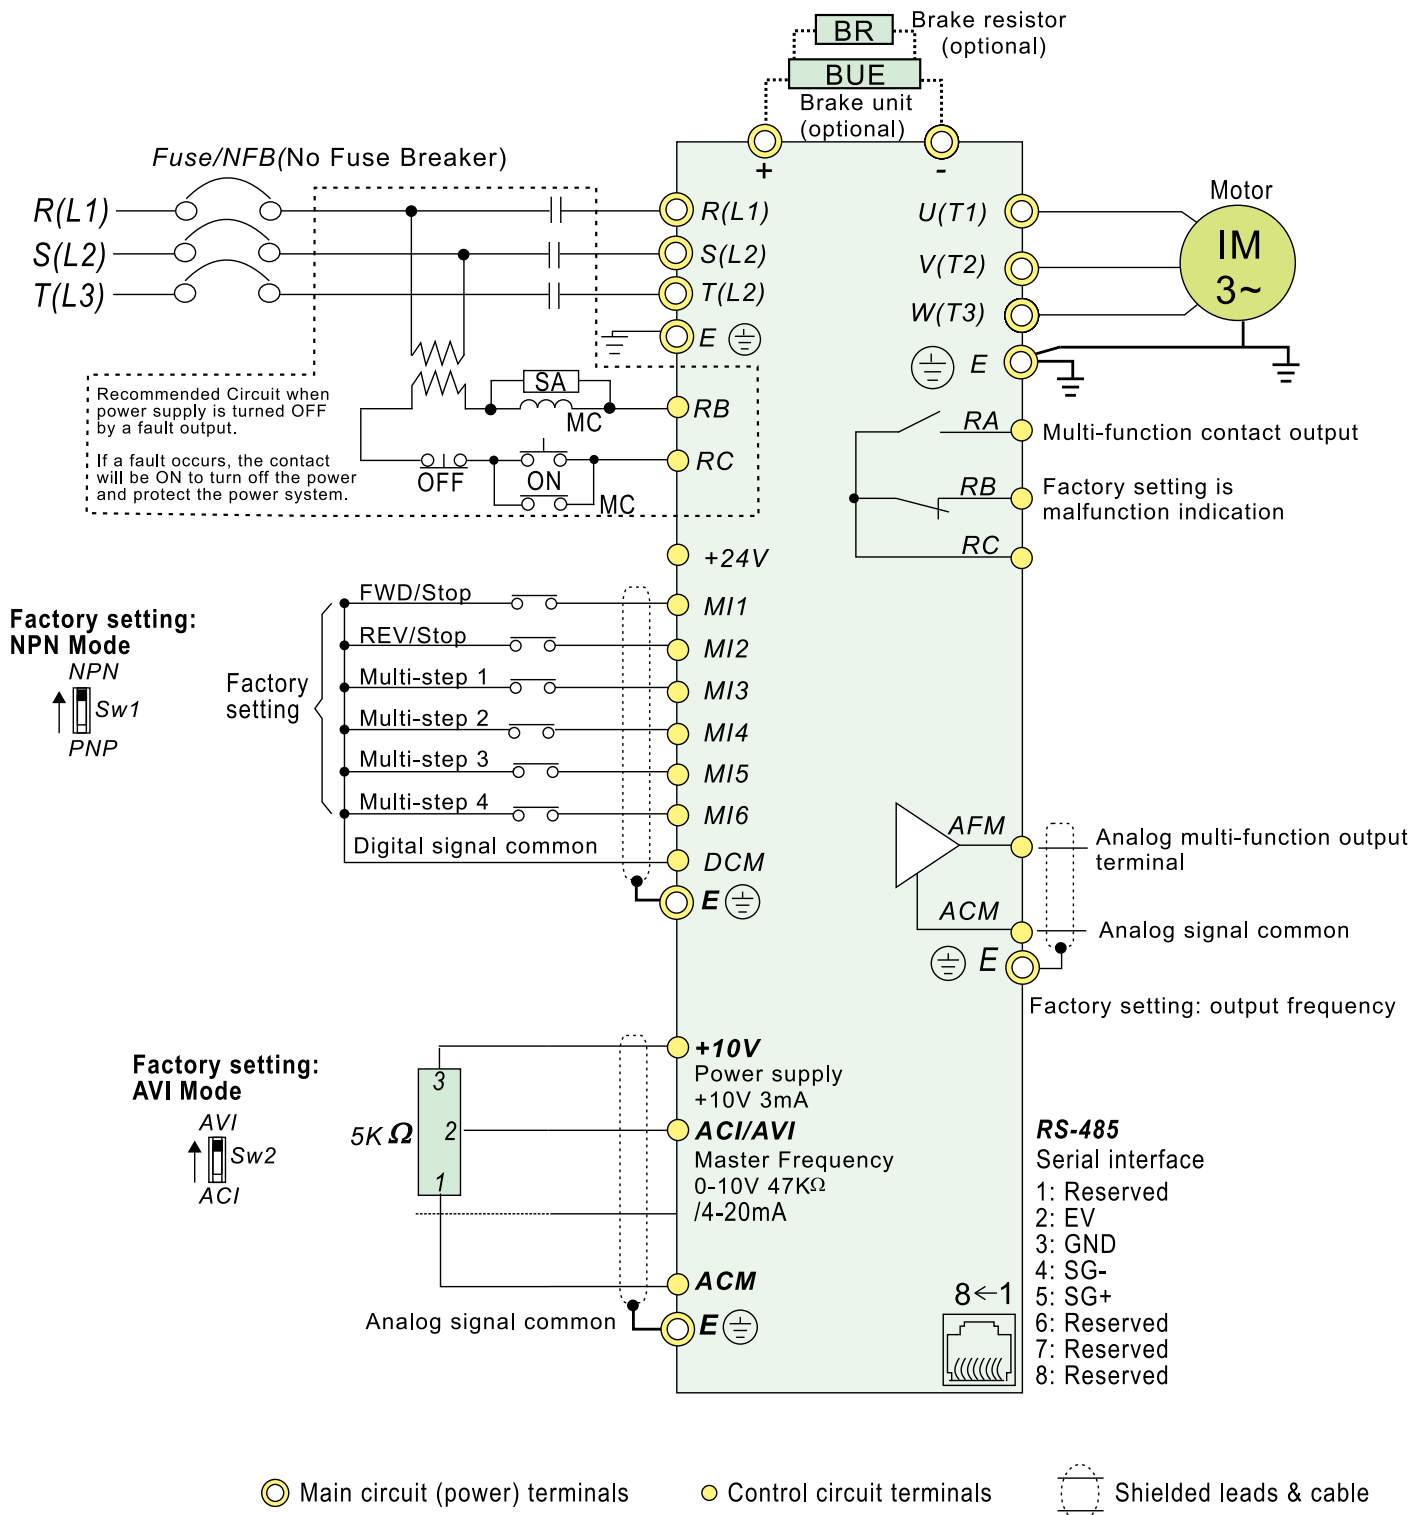 BR
Brake resistor
(optional)
BUE
Brake unit
(optional)
+
-
Fuse/NFB(No Fuse Breaker)
R(L1)
S(L2)
T(L3)
R(L1)
S(L2)
T(L2)
E
U(T1)
V(T2)
W(T3)
E
Motor
IM
3~
Recommended Circuit when
power supply is turned OFF
by a fault output.
If a fault occurs, the contact
will be ON to turn off the power
and protect the power system.
SA
MC
OFF
ON
MC
RB
RC
RA
Multi-function contact output
RB
Factory setting is
malfunction indication
RC
+24V
Factory setting:
NPN Mode
NPN
Sw1
PNP
Factory
setting
FWD/Stop
MI1
REV/Stop
MI2
Multi-step 1
MI3
Multi-step 2
MI4
Multi-step 3
MI5
Multi-step 4
MI6
Digital signal common
DCM
E
AFM
Analog multi-function output
terminal
ACM
Analog signal common
E
Factory setting: output frequency
Factory setting:
AVI Mode
AVI
Sw2
ACI
5K Ω
3
2
1
+10V
Power supply
+10V 3mA
ACI/AVI
Master Frequency
0-10V 47KΩ
/4-20mA
ACM
Analog signal common
E
RS-485
Serial interface
1: Reserved
2: EV
3: GND
4: SG-
5: SG+
6: Reserved
7: Reserved
8: Reserved
8←1
Main circuit (power) terminals
Control circuit terminals
Shielded leads & cable